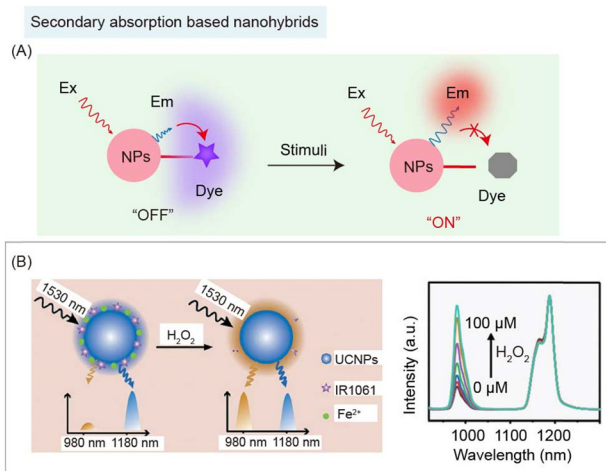 Secondary absorption based nanohybrids
(A)
Ex
Em
NPs
Dye
"OFF"
Stimuli
Ex
Em
NPs
Dye
"ON"
(B)
1530 nm
H₂O₂
1530 nm
UCNPs
IR1061
Fe²⁺
980 nm 1180 nm
980 nm 1180 nm
Intensity (a.u.)
100 μM
H₂O₂
0 μM
1000 1100 1200
Wavelength (nm)